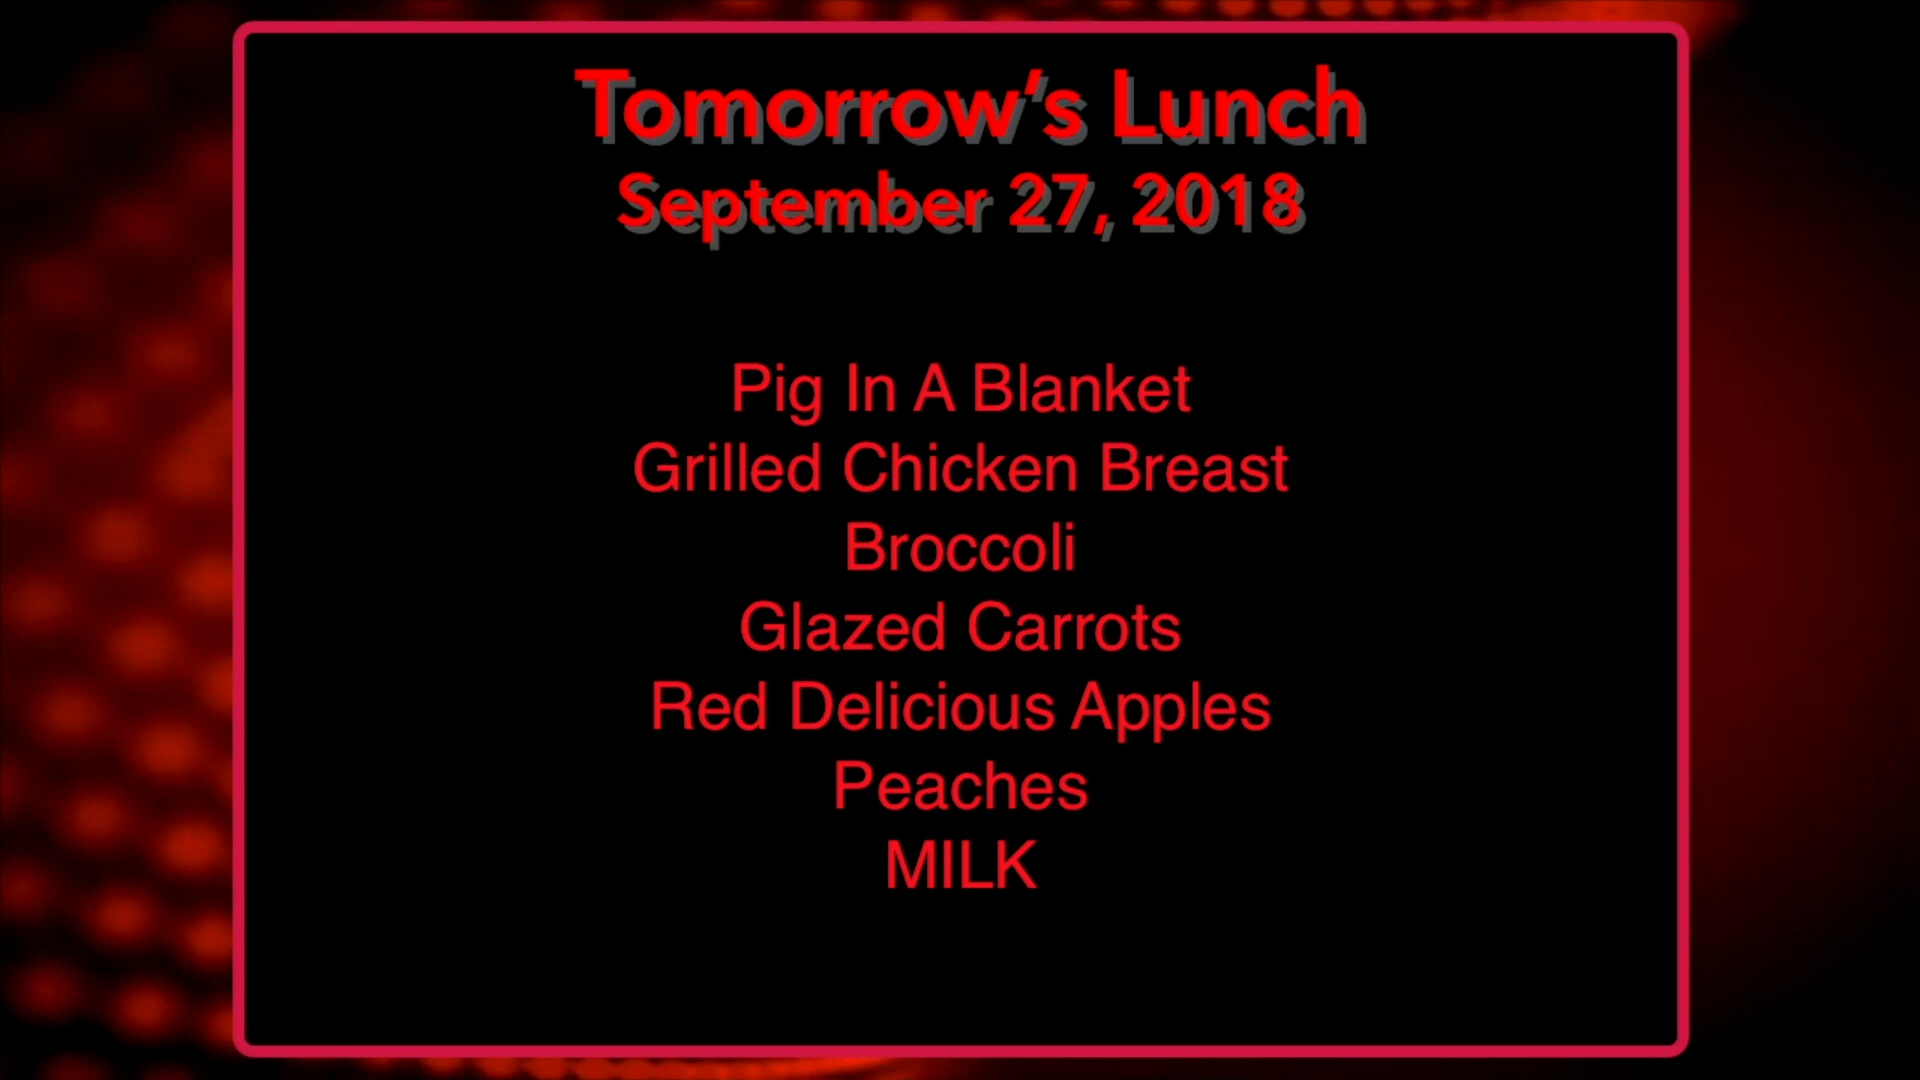 Tomorrow's Lunch
September 27, 2018
Pig In A Blanket
Grilled Chicken Breast
Broccoli
Glazed Carrots
Red Delicious Apples
Peaches
MILK